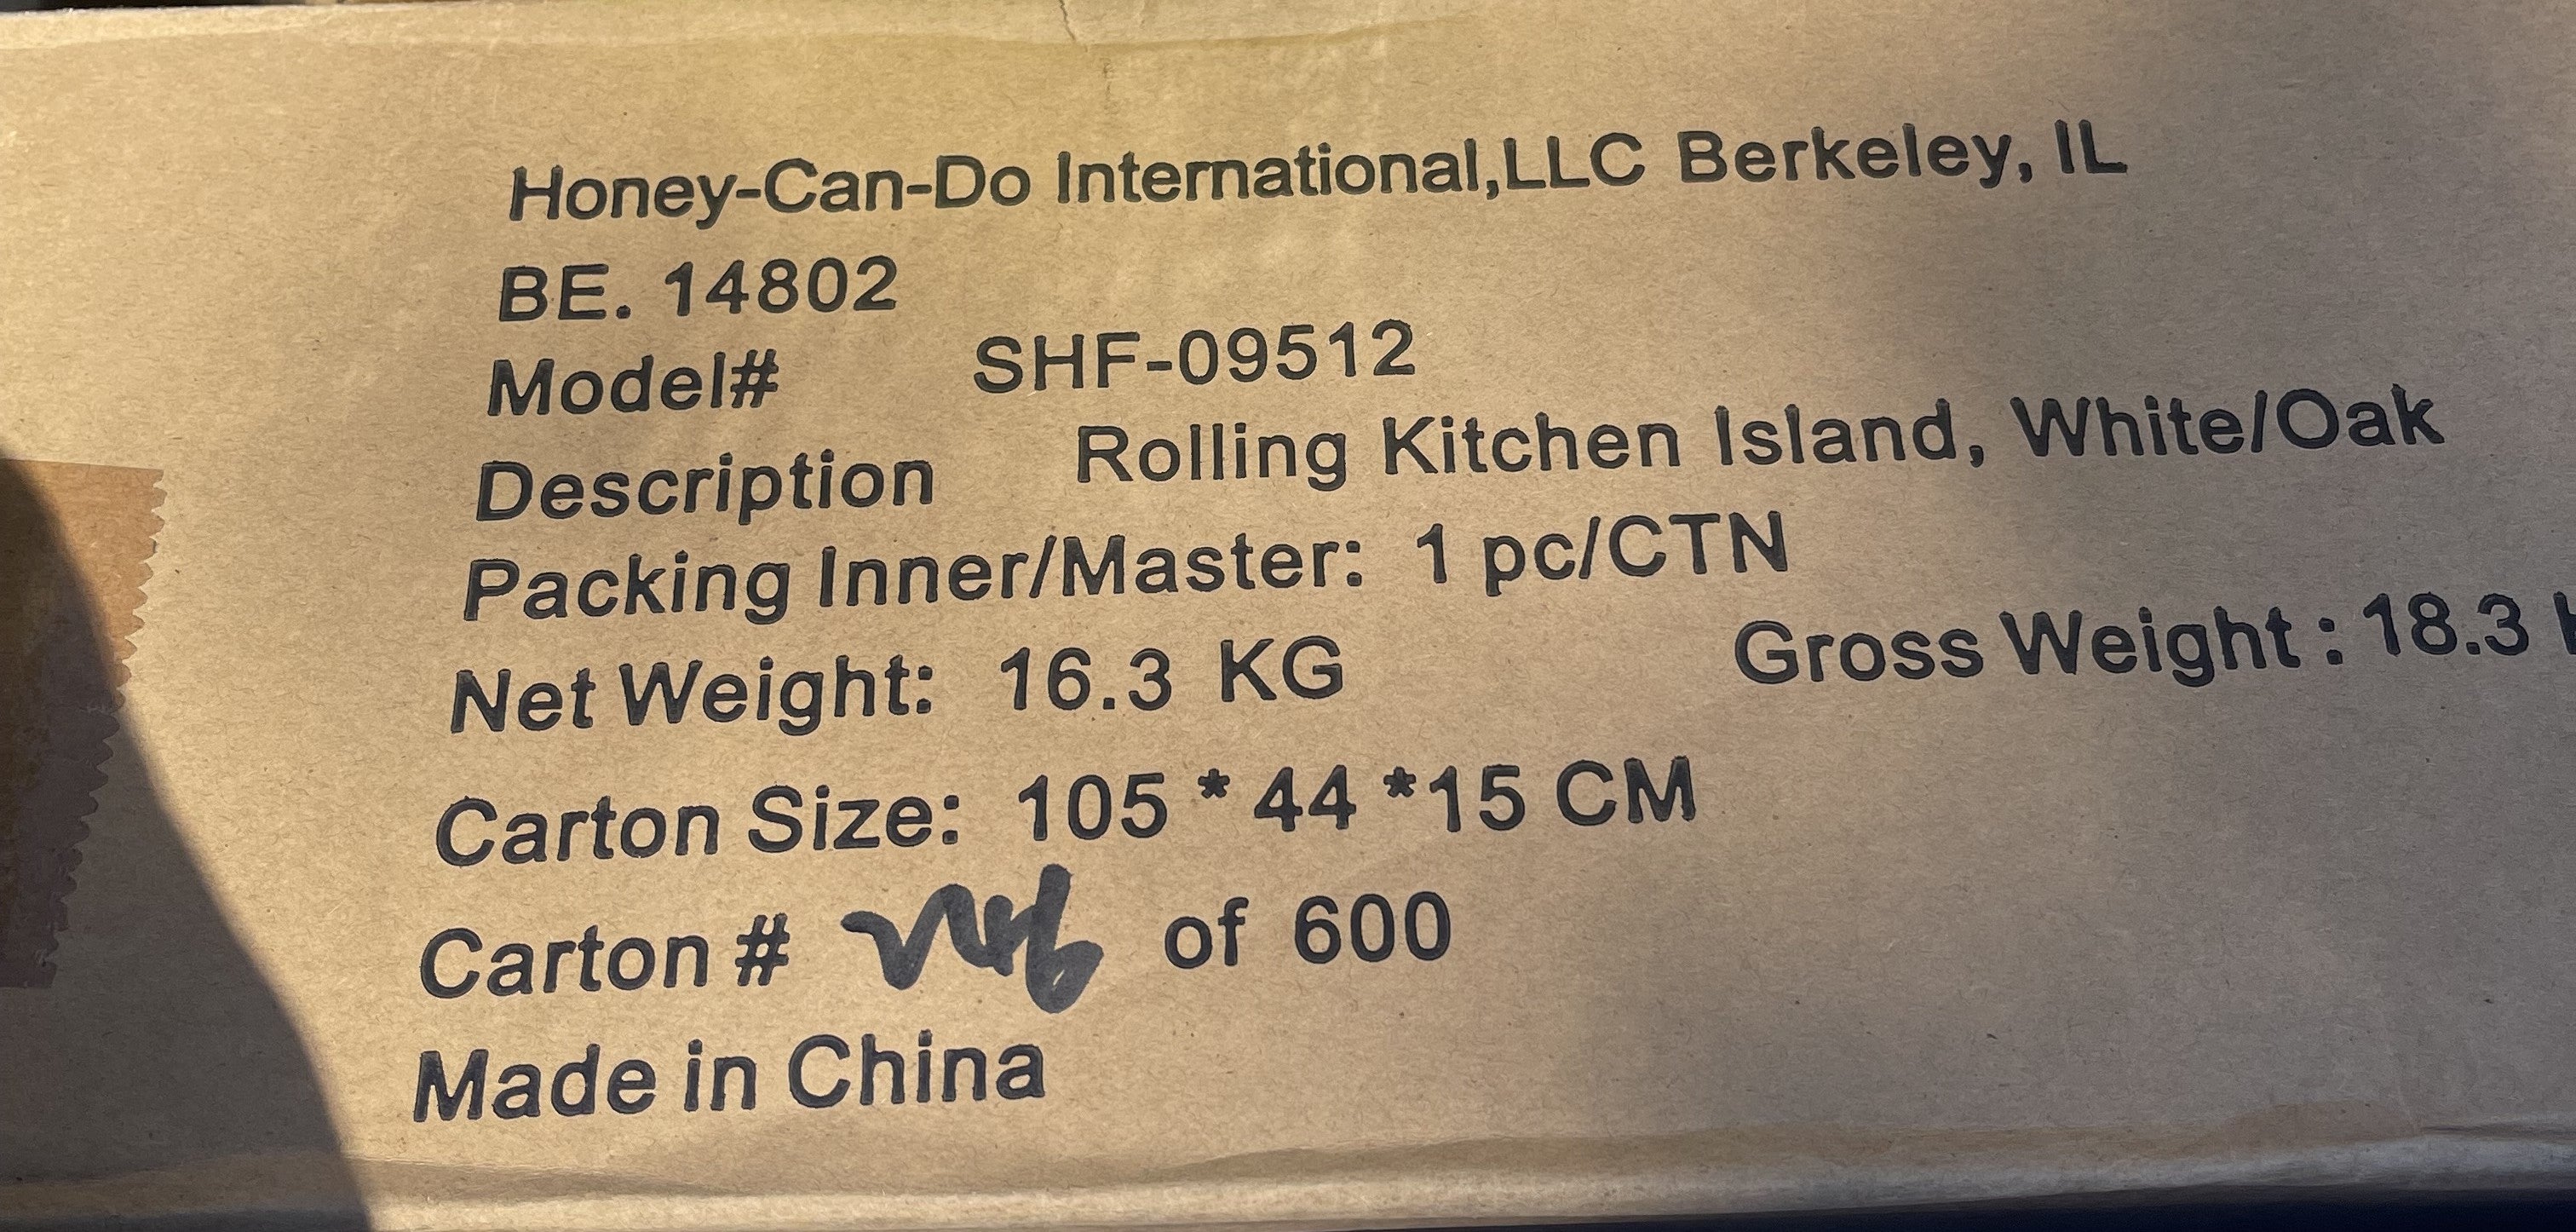 Honey-Can-Do International,LLC Berkeley, IL
BE. 14802
Model# SHF-09512
Description Rolling Kitchen Island, White/Oak
Packing Inner/Master: 1 pc/CTN
Net Weight: 16.3 KG Gross Weight : 18.3
Carton Size: 105 * 44 *15 CM
Carton # of 600
Made in China